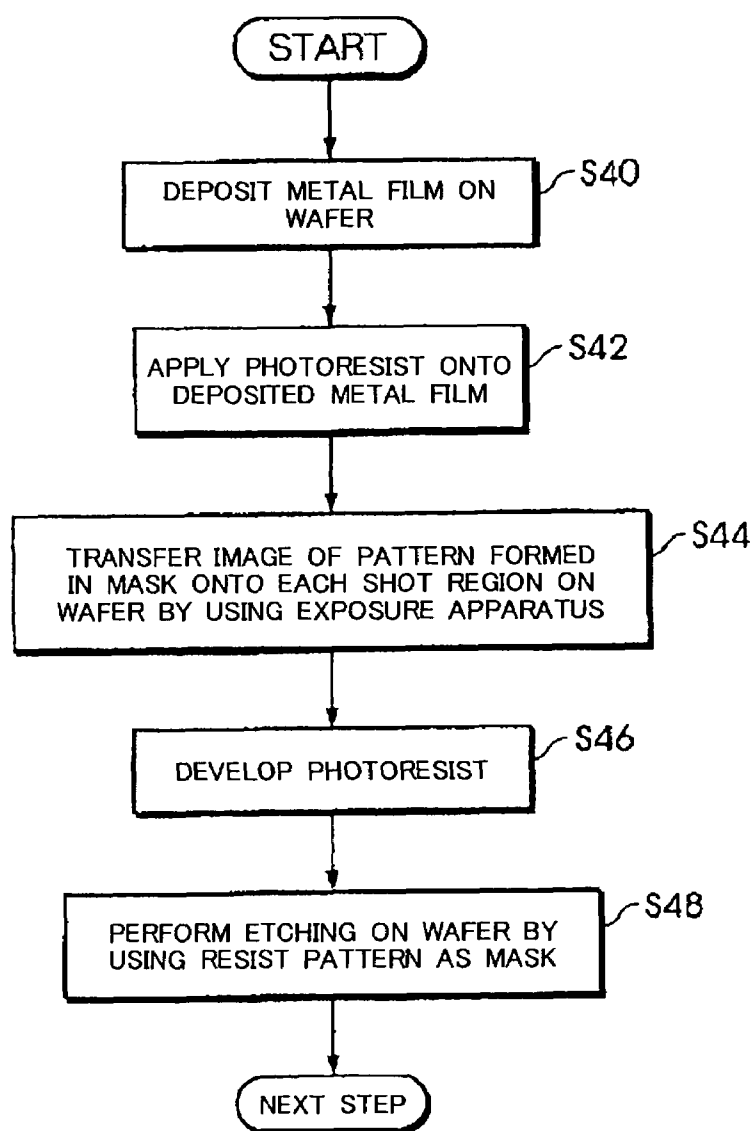 START
DEPOSIT METAL FILM ON
WAFER
S40
APPLY PHOTORESIST ONTO
DEPOSITED METAL FILM
S42
TRANSFER IMAGE OF PATTERN FORMED
IN MASK ONTO EACH SHOT REGION ON
WAFER BY USING EXPOSURE APPARATUS
S44
DEVELOP PHOTORESIST
S46
PERFORM ETCHING ON WAFER BY
USING RESIST PATTERN AS MASK
S48
NEXT STEP